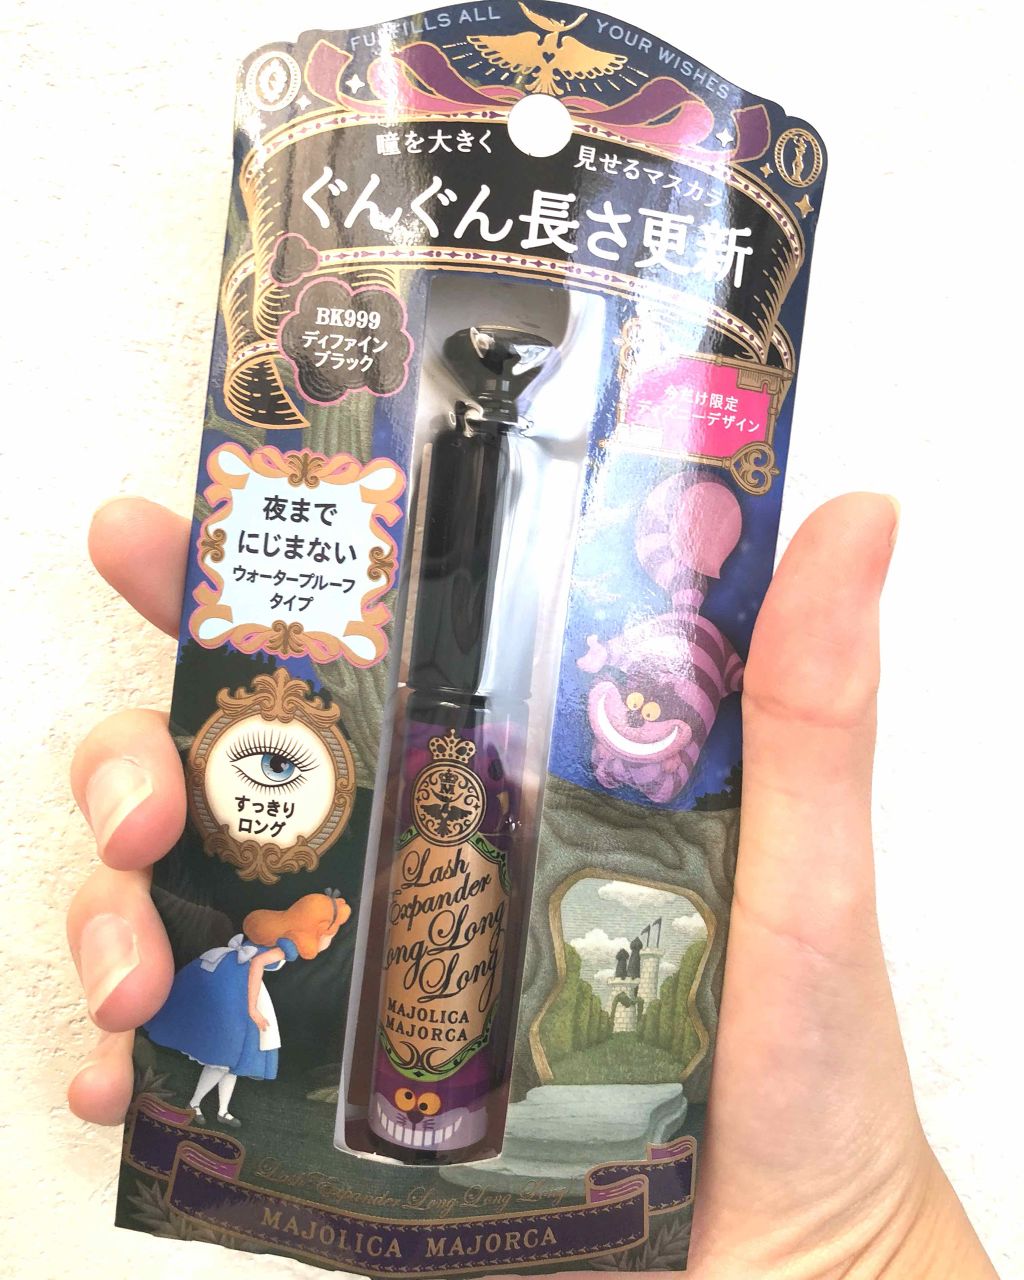 FULFILLS ALL YOUR WISHES
瞳を大きく 見せるマスカラ
ぐんぐん長さ更新
BK999
ディファイン
ブラック
今だけ限定
ディズニーデザイン
夜まで
にじまない
ウォータープルーフ
タイプ
すっきり
ロング
M
Lash
Expander
Long Long
Long
MAJOLICA
MAJORCA
Lash Expander Long Long Long
MAJOLICA MAJORCA